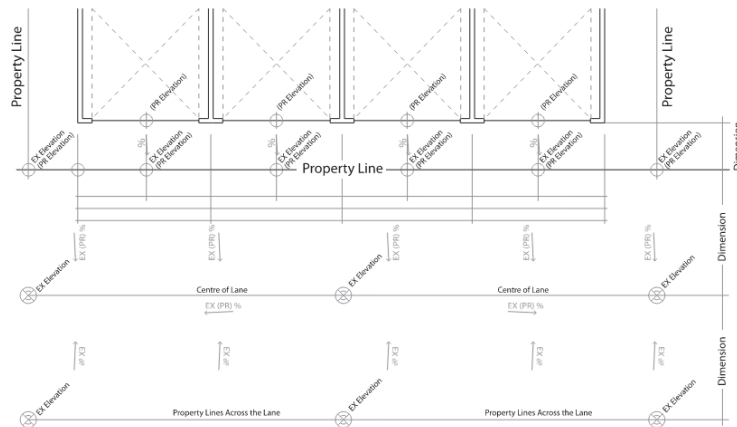 Property Line
Property Line
(PR Elevation)
(PR Elevation)
(PR Elevation)
(PR Elevation)
%
%
%
%
EX Elevation
(PR Elevation)
EX Elevation
(PR Elevation)
EX Elevation
(PR Elevation)
EX Elevation
(PR Elevation)
EX Elevation
(PR Elevation)
EX Elevation
(PR Elevation)
Dimension
Property Line
EX (PR) %
EX (PR) %
EX (PR) %
EX (PR) %
EX (PR) %
Dimension
EX Elevation
Centre of Lane
EX Elevation
Centre of Lane
EX Elevation
EX (PR) %
EX (PR) %
EX %
EX %
EX %
EX %
EX %
Dimension
EX Elevation
Property Lines Across the Lane
EX Elevation
Property Lines Across the Lane
EX Elevation